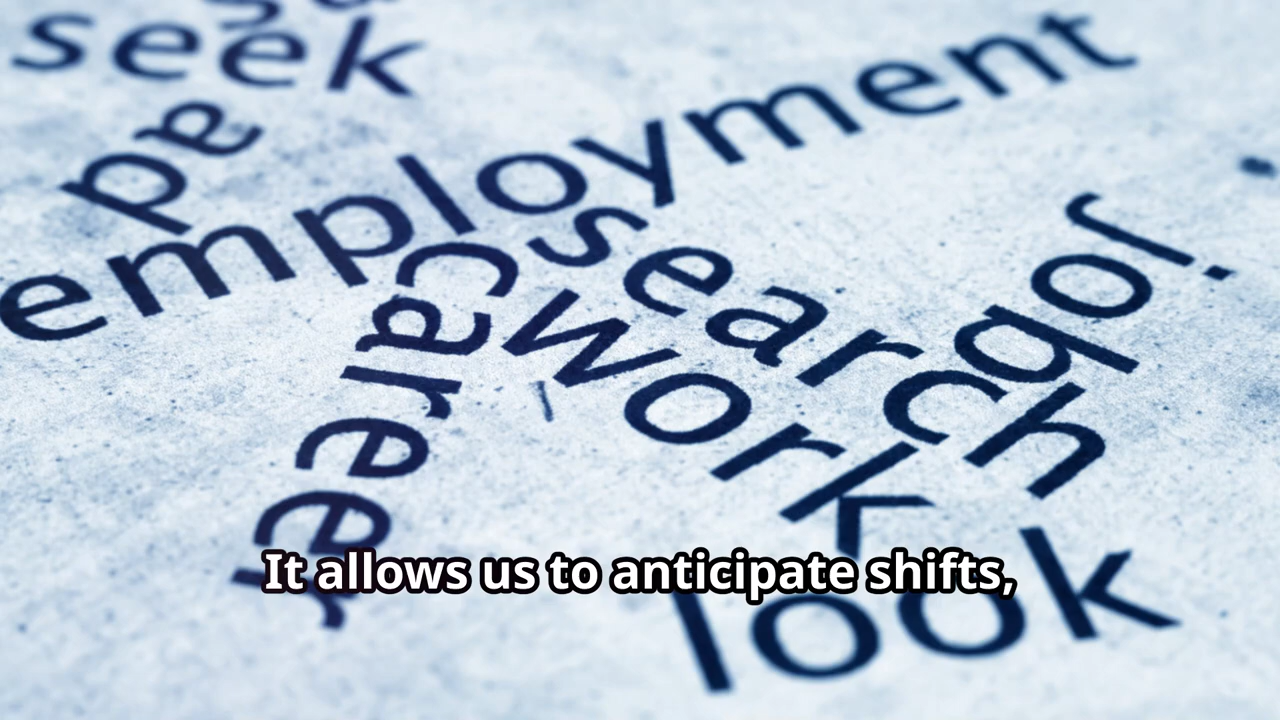 seek
ad
employment
search
job
career
work
look
It allows us to anticipate shifts,